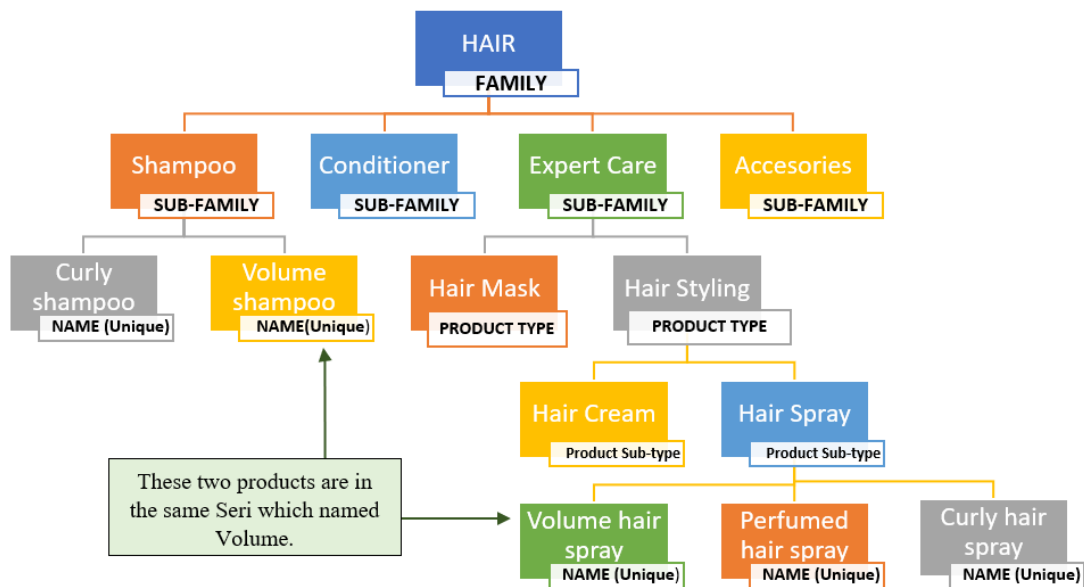 HAIR
FAMILY
Shampoo
SUB-FAMILY
Conditioner
SUB-FAMILY
Expert Care
SUB-FAMILY
Accesories
SUB-FAMILY
Curly
shampoo
NAME (Unique)
Volume
shampoo
NAME(Unique)
Hair Mask
PRODUCT TYPE
Hair Styling
PRODUCT TYPE
Hair Cream
Product Sub-type
Hair Spray
Product Sub-type
These two products are in
the same Seri which named
Volume.
Volume hair
spray
NAME (Unique)
Perfumed
hair spray
NAME (Unique)
Curly hair
spray
NAME (Unique)